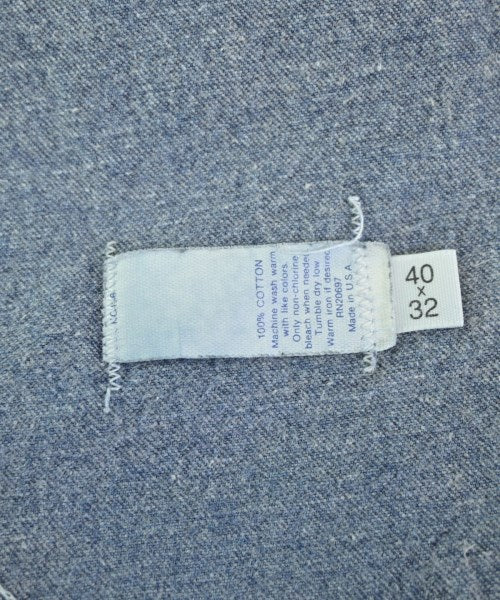 100% COTTON
Machine wash warm
with like colors.
Only non-chlorine
bleach when needed
Tumble dry low
Warm iron if desired
RN20697
Made in U.S.A.
40
x
32